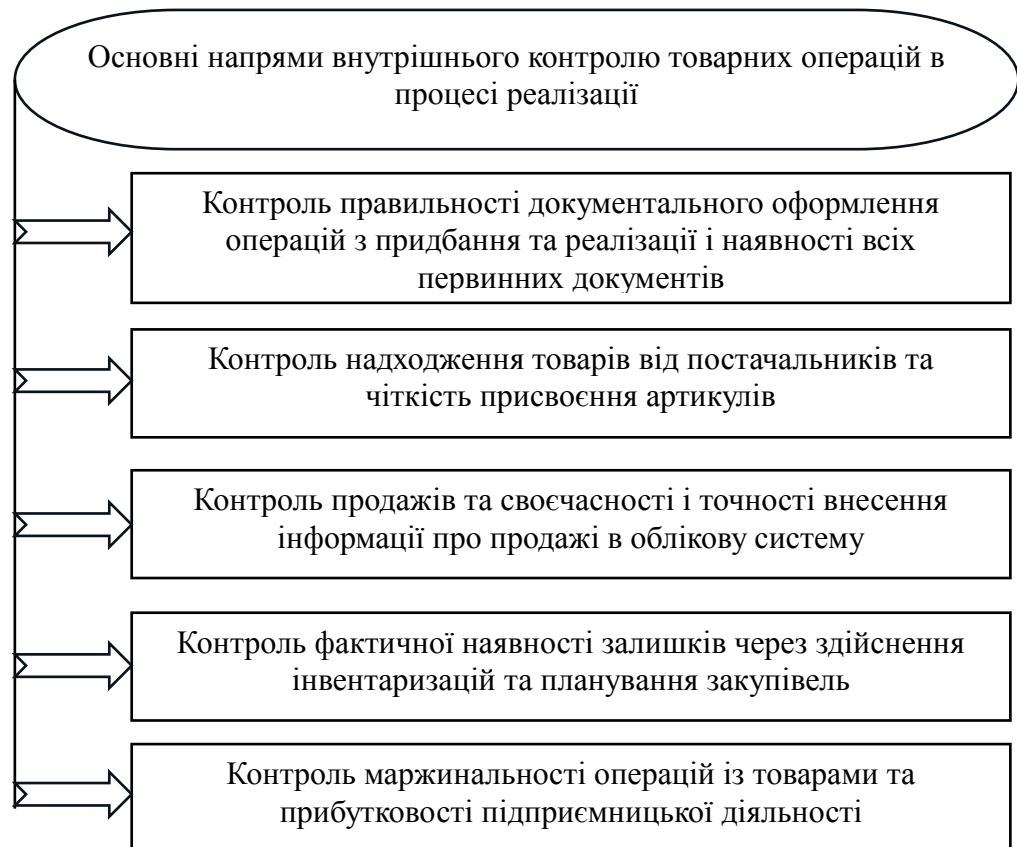 Основні напрями внутрішнього контролю товарних операцій в
процесі реалізації
Контроль правильності документального оформлення
операцій з придбання та реалізації і наявності всіх
первинних документів
Контроль надходження товарів від постачальників та
чіткість присвоєння артикулів
Контроль продажів та своєчасності і точності внесення
інформації про продажі в облікову систему
Контроль фактичної наявності залишків через здійснення
інвентаризацій та планування закупівель
Контроль маржинальності операцій із товарами та
прибутковості підприємницької діяльності